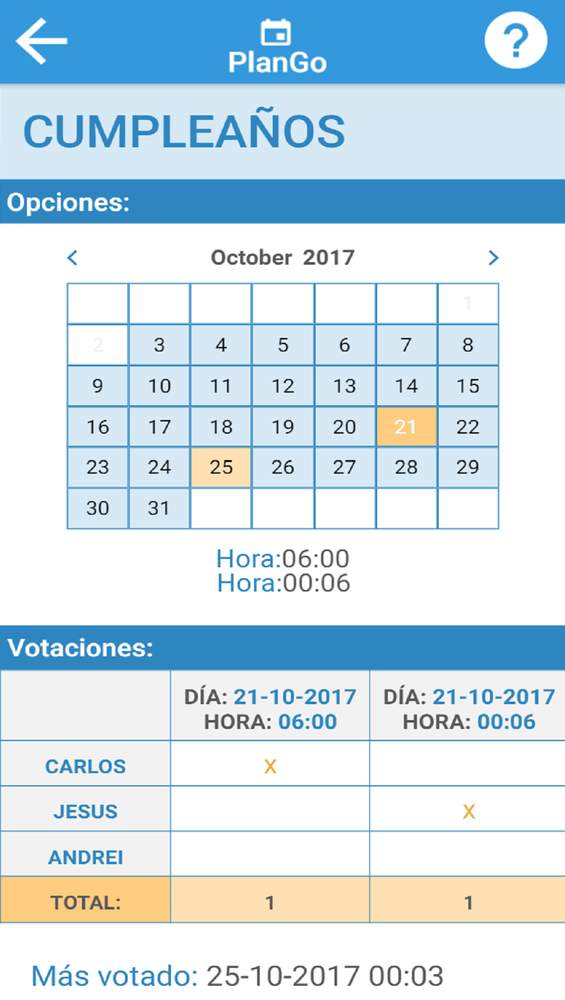 PlanGo
?
CUMPLEAÑOS
Opciones:
< October 2017 >
1
2 3 4 5 6 7 8
9 10 11 12 13 14 15
16 17 18 19 20 21 22
23 24 25 26 27 28 29
30 31
Hora:06:00
Hora:00:06
Votaciones:
DÍA: 21-10-2017 DÍA: 21-10-2017
HORA: 06:00 HORA: 00:06
CARLOS X
JESUS X
ANDREI
TOTAL: 1 1
Más votado: 25-10-2017 00:03